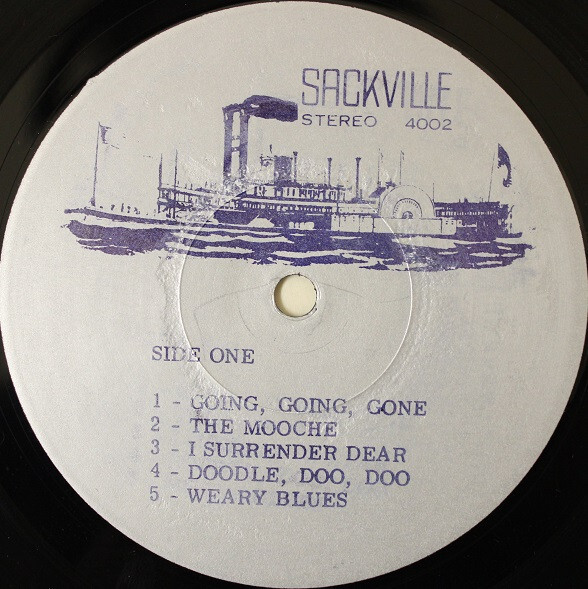 SACKVILLE
STEREO 4002
SIDE ONE
1 - GOING, GOING, GONE
2 - THE MOOCHE
3 - I SURRENDER DEAR
4 - DOODLE, DOO, DOO
5 - WEARY BLUES